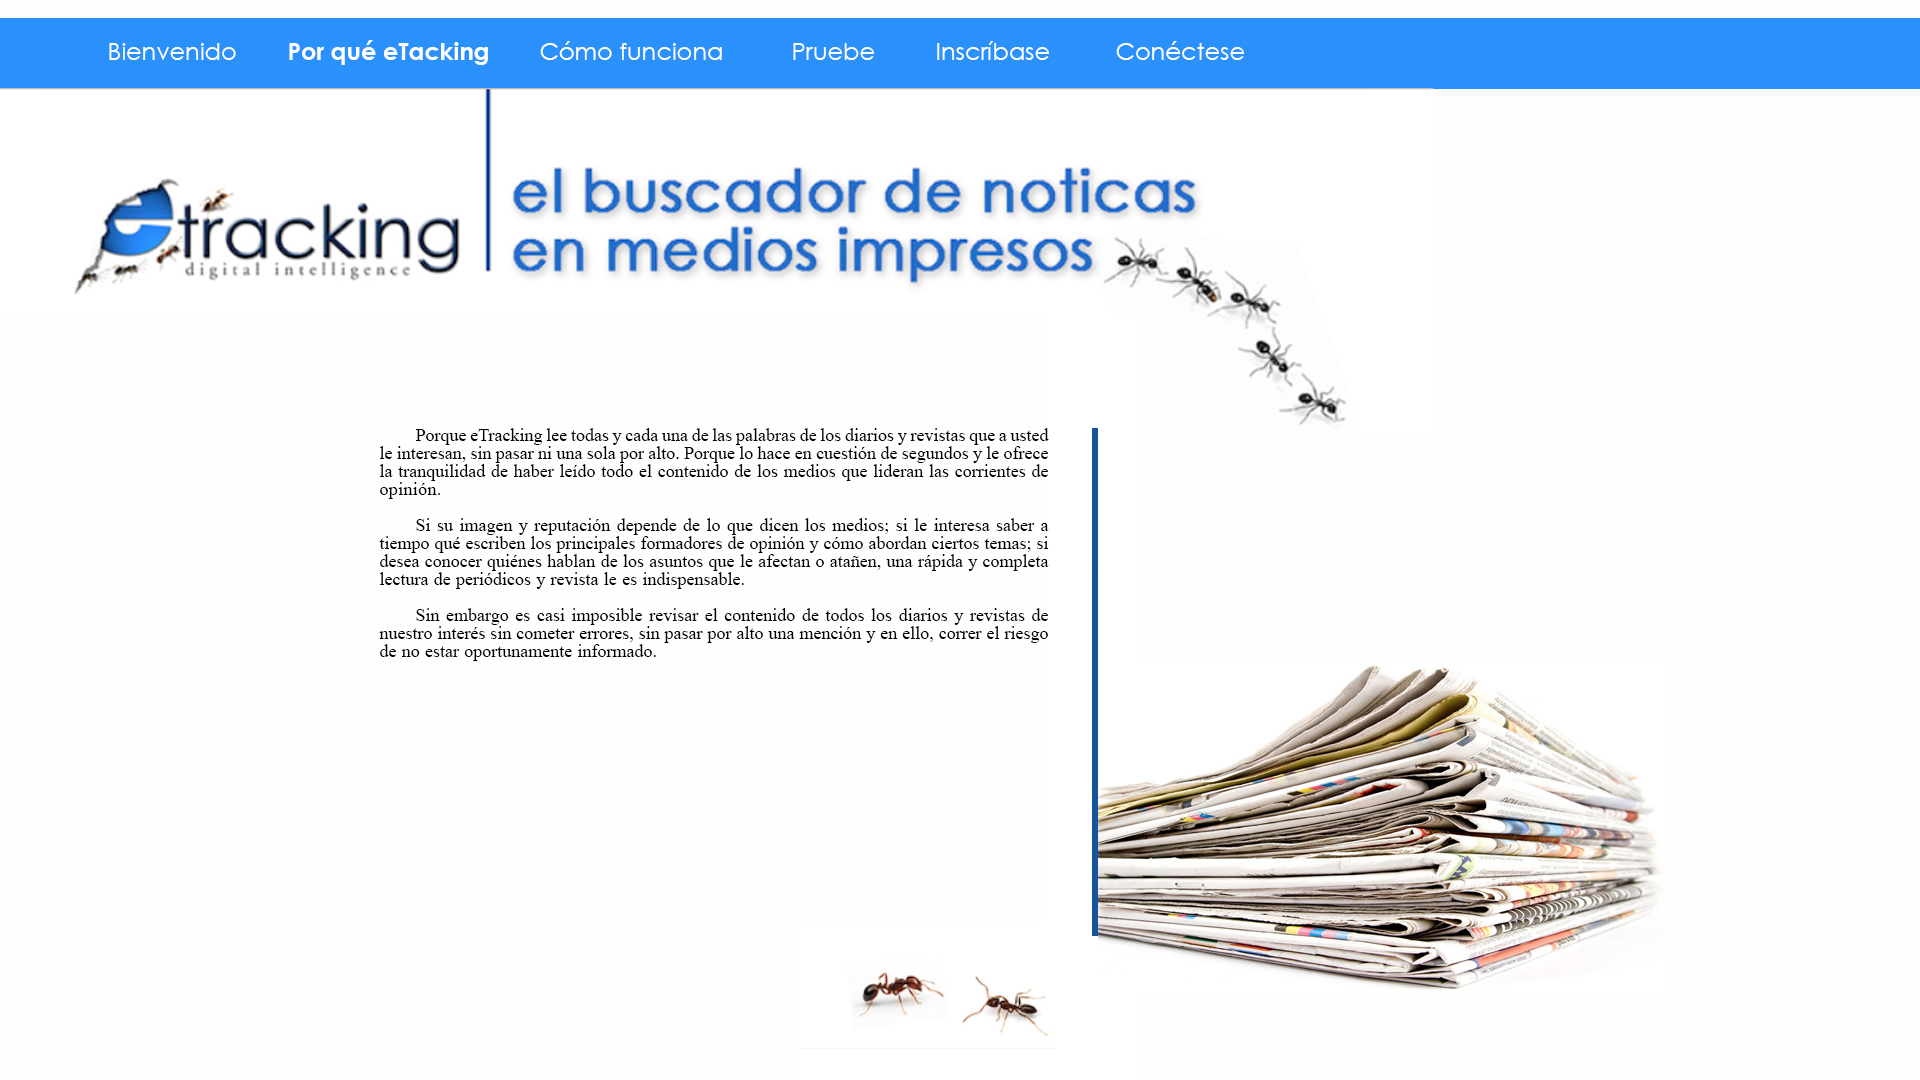 Bienvenido Por qué eTacking Cómo funciona Pruebe Inscríbase Conéctese
etracking
digital intelligence
el buscador de noticas
en medios impresos
Porque eTracking lee todas y cada una de las palabras de los diarios y revistas que a usted
le interesan, sin pasar ni una sola por alto. Porque lo hace en cuestión de segundos y le ofrece
la tranquilidad de haber leído todo el contenido de los medios que lideran las corrientes de
opinión.
Si su imagen y reputación depende de lo que dicen los medios; si le interesa saber a
tiempo qué escriben los principales formadores de opinión y cómo abordan ciertos temas; si
desea conocer quiénes hablan de los asuntos que le afectan o atañen, una rápida y completa
lectura de periódicos y revista le es indispensable.
Sin embargo es casi imposible revisar el contenido de todos los diarios y revistas de
nuestro interés sin cometer errores, sin pasar por alto una mención y en ello, correr el riesgo
de no estar oportunamente informado.